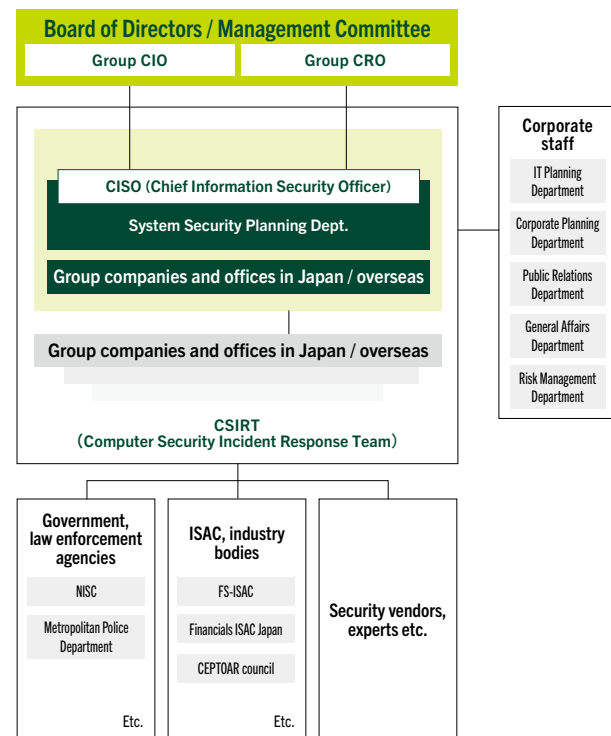 Board of Directors / Management Committee
Group CIO
Group CRO
CISO (Chief Information Security Officer)
System Security Planning Dept.
Group companies and offices in Japan / overseas
Group companies and offices in Japan / overseas
CSIRT
(Computer Security Incident Response Team)
Corporate
staff
IT Planning
Department
Corporate Planning
Department
Public Relations
Department
General Affairs
Department
Risk Management
Department
Government,
law enforcement
agencies
NISC
Metropolitan Police
Department
Etc.
ISAC, industry
bodies
FS-ISAC
Financials ISAC Japan
CEPTOAR council
Etc.
Security vendors,
experts etc.